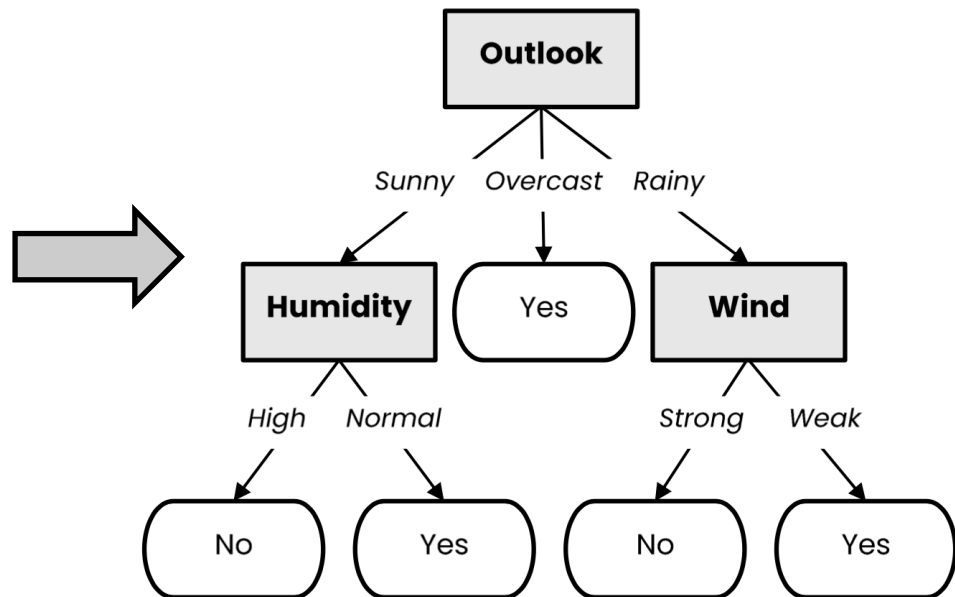 Outlook
Sunny Overcast Rainy
Humidity Yes Wind
High Normal Strong Weak
No Yes No Yes